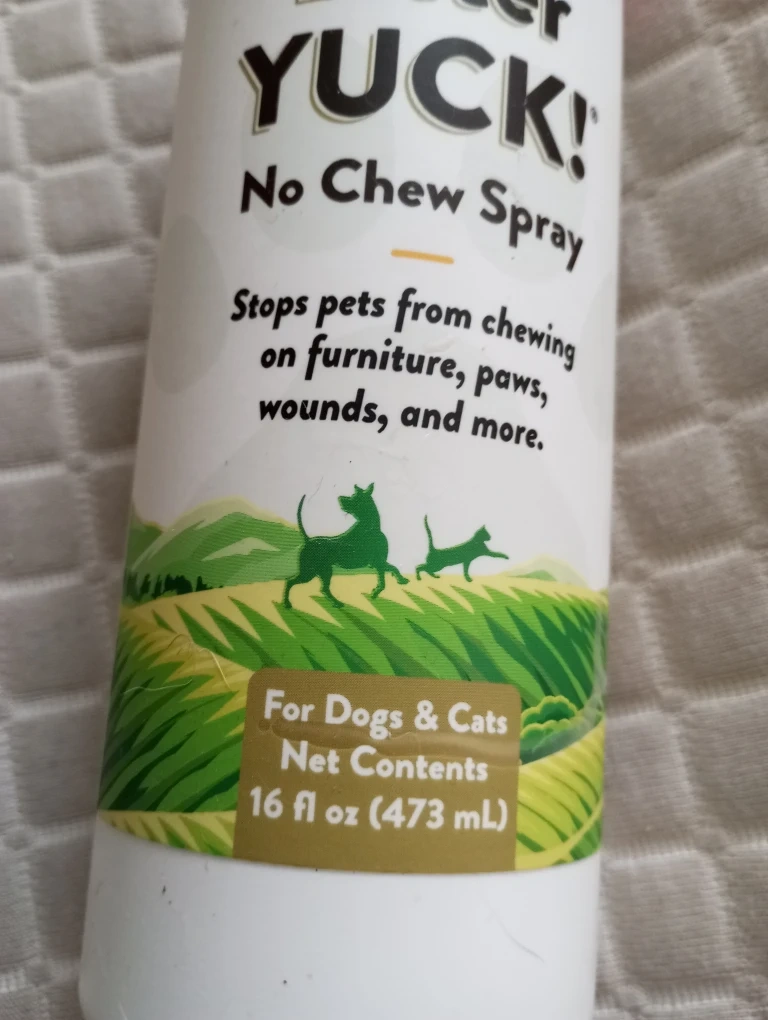 YUCK!®
No Chew Spray
Stops pets from chewing
on furniture, paws,
wounds, and more.
For Dogs & Cats
Net Contents
16 fl oz (473 mL)